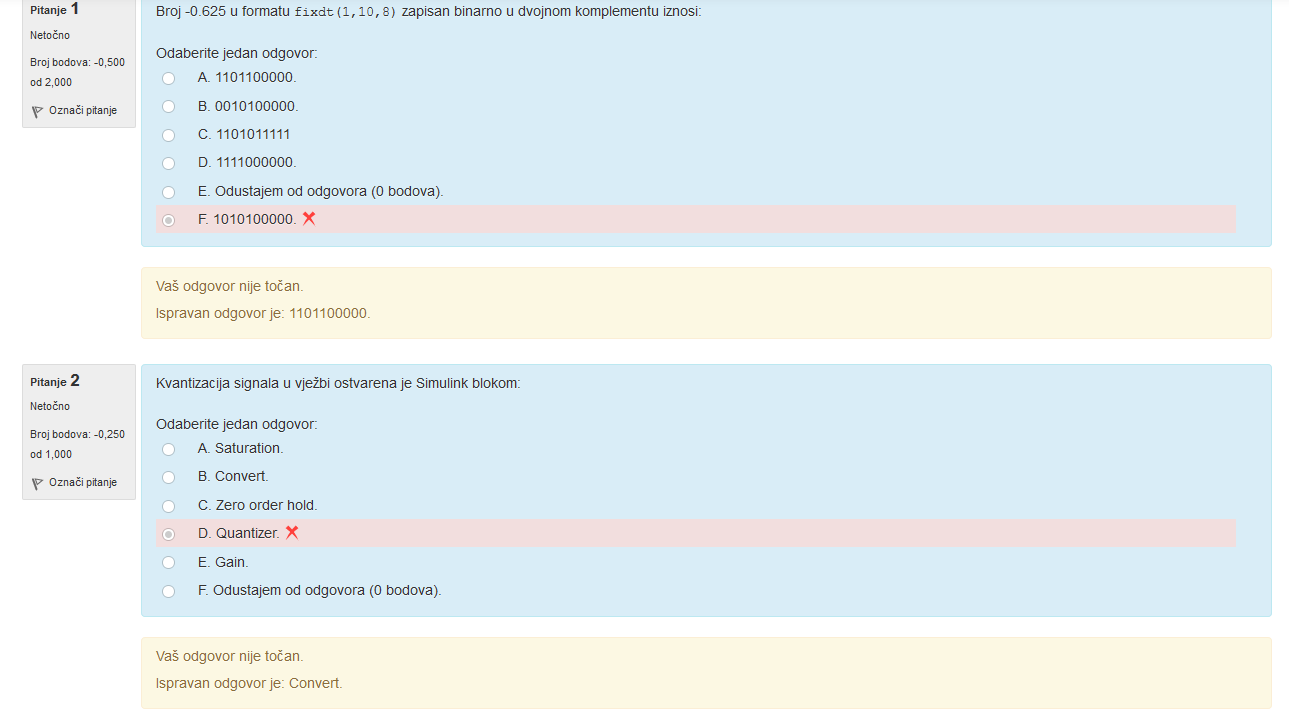 Pitanje 1
Netočno
Broj bodova: -0,500
od 2,000
Označi pitanje
Broj -0.625 u formatu fixdt(1,10,8) zapisan binarno u dvojnom komplementu iznosi:
Odaberite jedan odgovor:
A. 1101100000.
B. 0010100000.
C. 1101011111
D. 1111000000.
E. Odustajem od odgovora (0 bodova).
F. 1010100000.
Vaš odgovor nije točan.
Ispravan odgovor je: 1101100000.
Pitanje 2
Netočno
Broj bodova: -0,250
od 1,000
Označi pitanje
Kvantizacija signala u vježbi ostvarena je Simulink blokom:
Odaberite jedan odgovor:
A. Saturation.
B. Convert.
C. Zero order hold.
D. Quantizer.
E. Gain.
F. Odustajem od odgovora (0 bodova).
Vaš odgovor nije točan.
Ispravan odgovor je: Convert.